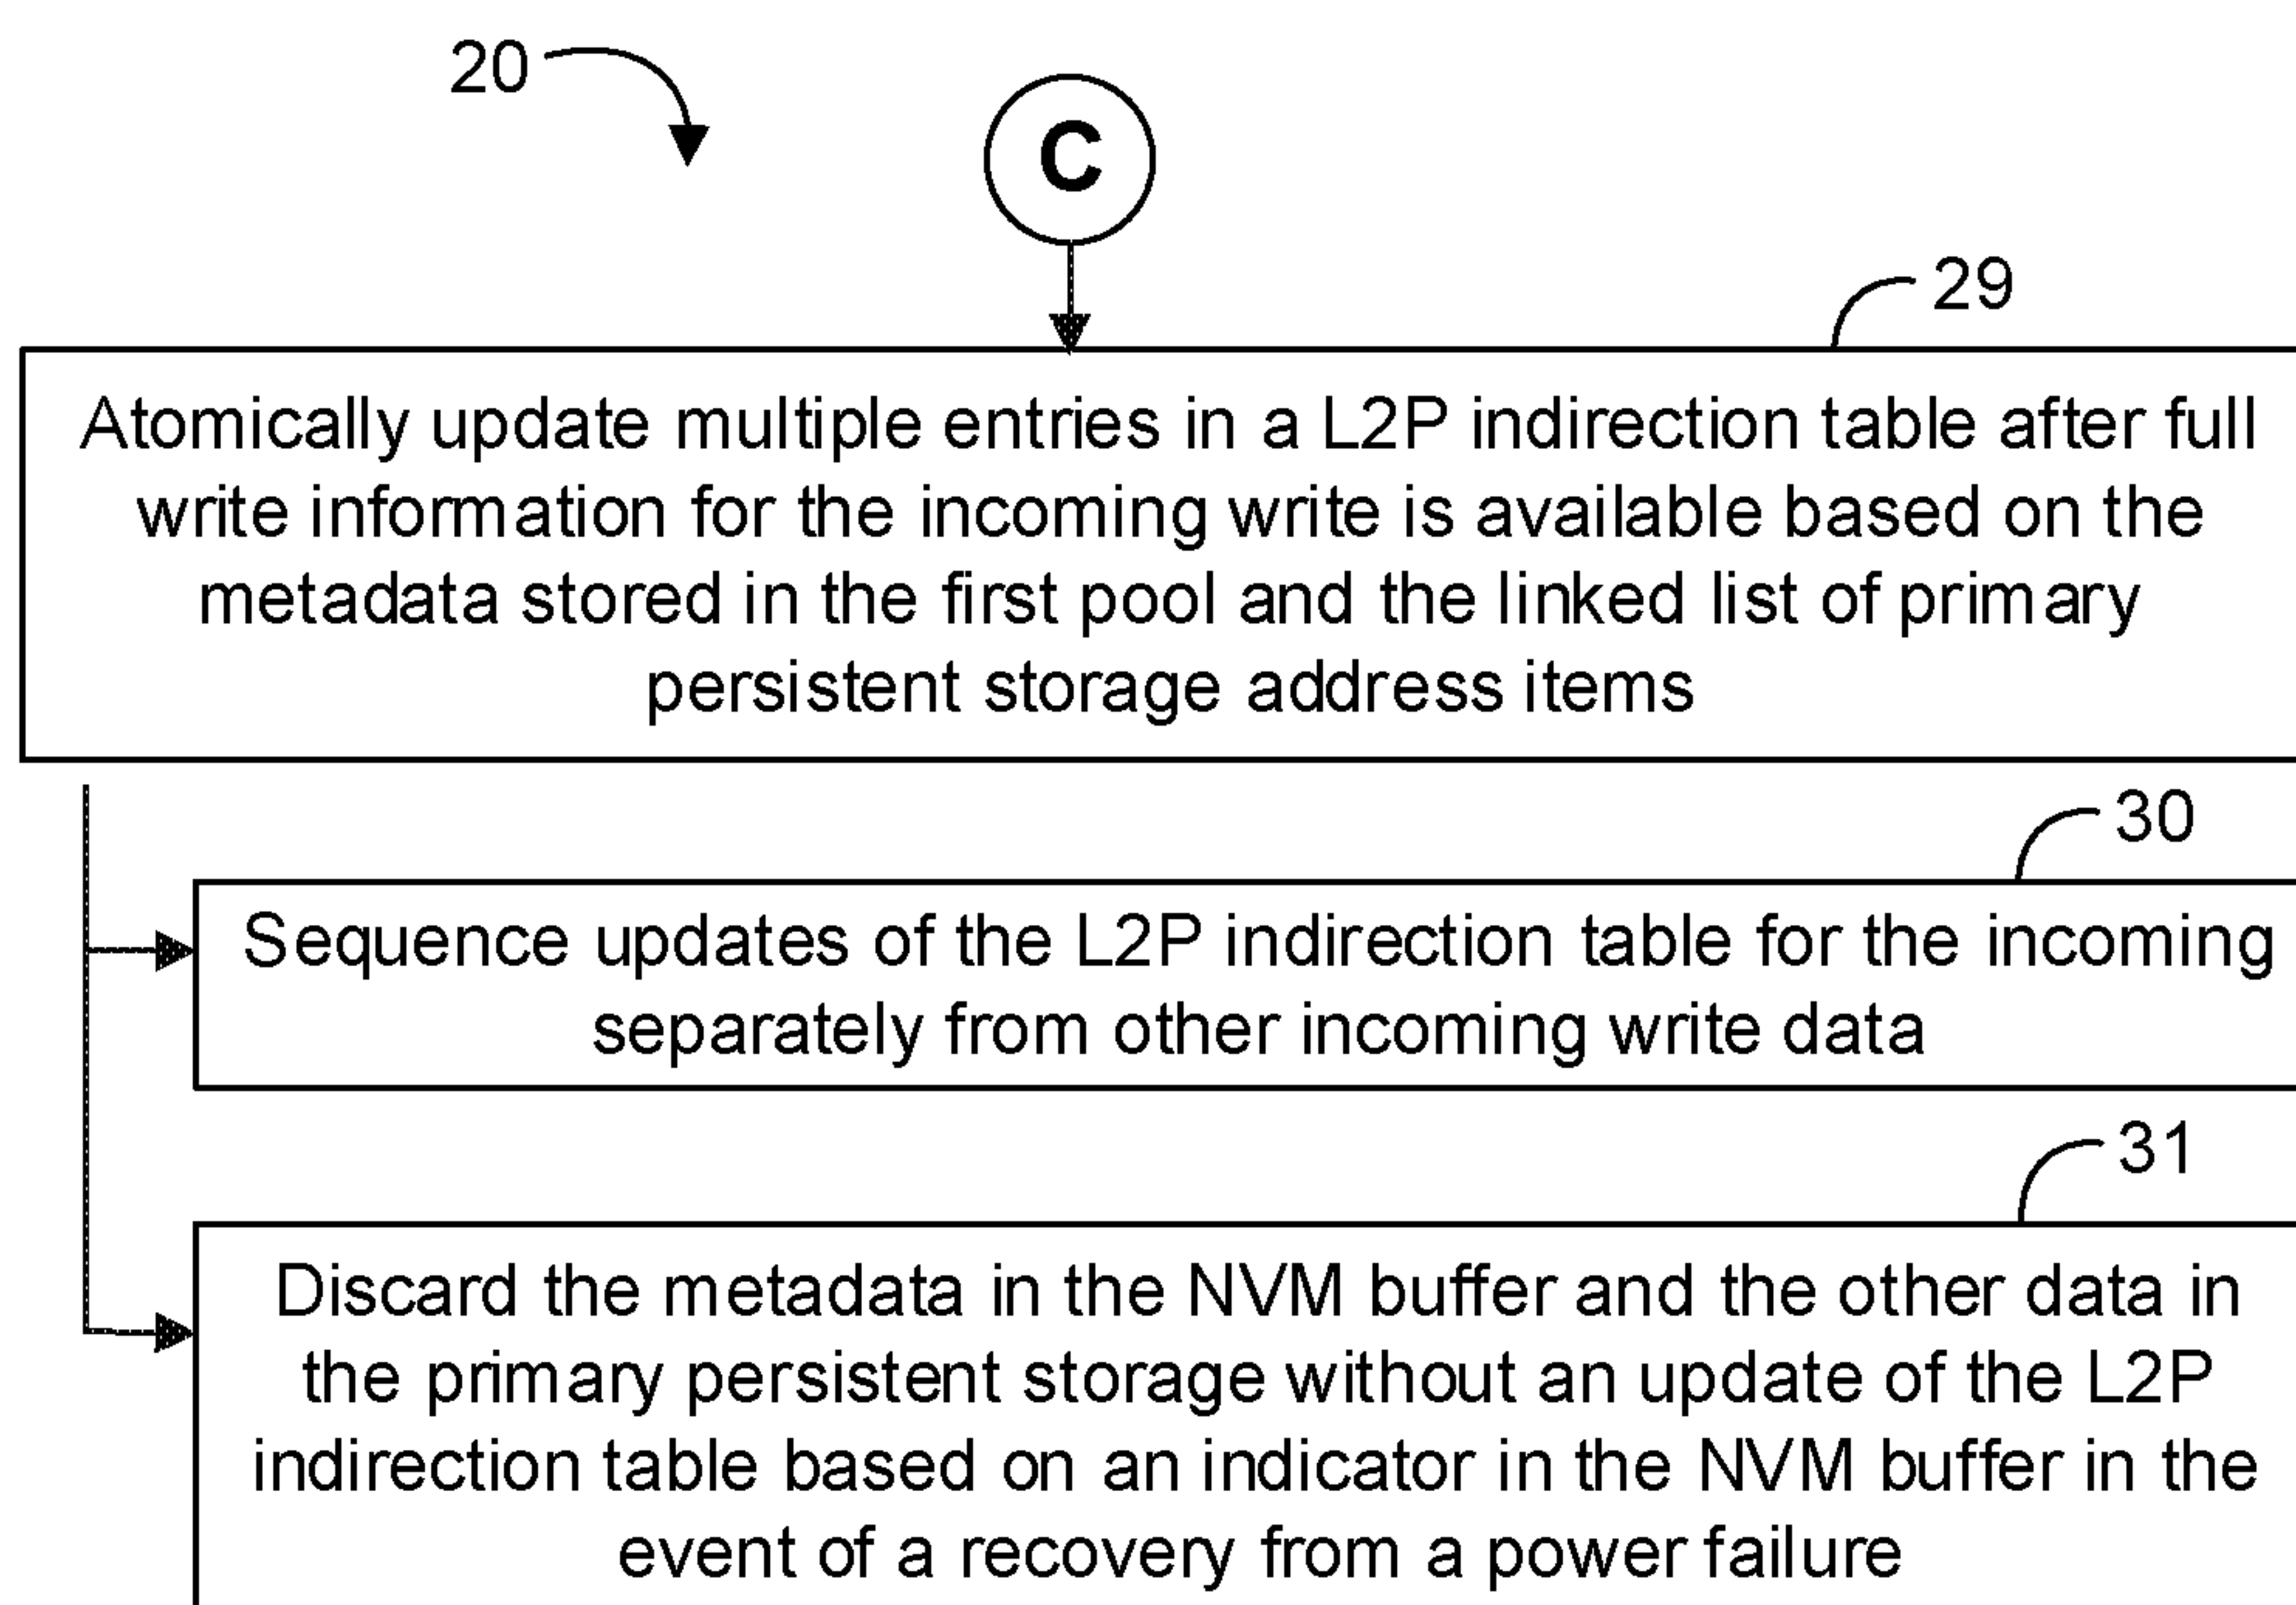 20
C
29
Atomically update multiple entries in a L2P indirection table after full
write information for the incoming write is available based on the
metadata stored in the first pool and the linked list of primary
persistent storage address items
30
Sequence updates of the L2P indirection table for the incoming
separately from other incoming write data
31
Discard the metadata in the NVM buffer and the other data in
the primary persistent storage without an update of the L2P
indirection table based on an indicator in the NVM buffer in the
event of a recovery from a power failure